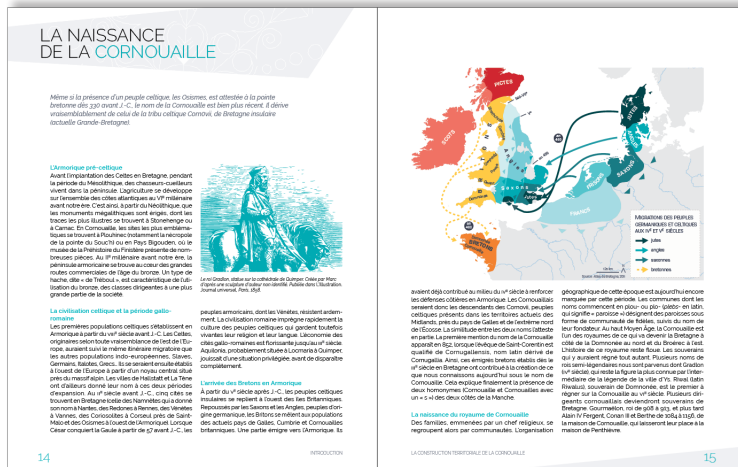 LA NAISSANCE
DE LA CORNOUAILLE
Même si la présence d'un peuple celtique, les Osismes, est attestée à la pointe
bretonne dès 330 avant J.-C., le nom de la Cornouaille est bien plus récent. Il dérive
vraisemblablement de celui de la tribu celtique Cornovii, de Bretagne insulaire
(actuelle Grande-Bretagne).
L'Armorique pré-celtique
Avant l'implantation des Celtes en Bretagne, pendant
la période du Mésolithique, des chasseurs-cueilleurs
vivent dans la péninsule. L'agriculture se développe
sur l'ensemble des côtes atlantiques au VIᵉ millénaire
avant notre ère. C'est ainsi, à partir du Néolithique, que
les monuments mégalithiques sont érigés, dont les
traces les plus illustres se trouvent à Stonehenge ou
à Carnac. En Cornouaille, les sites les plus embléma-
tiques se trouvent à Plouhinec (notamment la nécropole
de la pointe du Souc'h) ou en Pays Bigouden, où le
musée de la Préhistoire du Finistère présente de nom-
breuses pièces. Au IIᵉ millénaire avant notre ère, la
péninsule armoricaine se trouve au cœur des grandes
routes commerciales de l'âge du bronze. Un type de
hache, dite « de Tréboul », est caractéristique de l'uti-
lisation du bronze, des classes dirigeantes à une plus
grande partie de la société.
La civilisation celtique et la période gallo-
romaine
Les premières populations celtiques s'établissent en
Armorique à partir du VIᵉ siècle avant J.-C. Les Celtes,
originaires selon toute vraisemblance de l'est de l'Eu-
rope, auraient suivi le même itinéraire migratoire que
les autres populations indo-européennes, Slaves,
Germains, Italiotes, Grecs... Ils se seraient ensuite établis
à l'ouest de l'Europe à partir d'un noyau central situé
près du massif alpin. Les villes de Hallstatt et La Tène
ont d'ailleurs donné leur nom à ces deux périodes
d'expansion. Au VIᵉ siècle avant J.-C., cinq cités se
trouvent en Bretagne (celle des Namnètes, qui a donné
son nom à Nantes, des Redones à Rennes, des Vénètes
à Vannes, des Coriosolites à Corseul près de Saint-
Malo et des Osismes à l'ouest de l'Armorique). Lorsque
César conquiert la Gaule à partir de 57 avant J.-C., les
Le roi Gradlon, statue sur la cathédrale de Quimper. Créée par Marc
d'après une sculpture d'auteur non identifié. Publiée dans L'Illustration,
Journal universel, Paris, 1858.
peuples armoricains, dont les Vénètes, résistent ardem-
ment. La civilisation romaine imprègne rapidement la
culture des peuples celtiques qui gardent toutefois
vivantes leur religion et leur langue. L'économie des
cités gallo-romaines est florissante jusqu'au IIIᵉ siècle.
Aquilonia, probablement située à Locmaria à Quimper,
jouissait d'une situation privilégiée, avant de disparaître
complètement.
L'arrivée des Bretons en Armorique
À partir du Vᵉ siècle après J.-C., les peuples celtiques
insulaires se replient à l'ouest des îles Britanniques.
Repoussés par les Saxons et les Angles, peuples d'ori-
gine germanique, les Britons se mêlent aux populations
des actuels pays de Galles, Cumbrie et Cornouailles
britanniques. Une partie émigre vers l'Armorique. Ils
14
INTRODUCTION
PICTES
SCOTS
BRITONS
Saxons
JUTES
ANGLES
SAXONS
FRISONS
FRANCS
BRETONS
MIGRATIONS DES PEUPLES
GERMANIQUES ET CELTIQUES
AUX IVᵉ ET Vᵉ SIÈCLES
jutes
angles
saxonnes
bretonnes
avaient déjà contribué au milieu du IVᵉ siècle à renforcer
les défenses côtières en Armorique. Les Cornouaillais
seraient donc les descendants des Cornovii, peuples
celtiques présents dans les territoires actuels des
Midlands, près du pays de Galles et de l'extrême nord
de l'Écosse. La similitude entre les deux noms l'atteste
en partie. La première mention du nom de la Cornouaille
apparaît en 852, lorsque l'évêque de Saint-Corentin est
qualifié de Cornugallensis, nom latin dérivé de
Cornugallia. Ainsi, ces émigrés bretons établis dès le
IIIᵉ siècle en Bretagne ont contribué à la création de ce
que nous connaissons aujourd'hui sous le nom de
Cornouaille. Cela explique finalement la présence de
deux homonymes (Cornouaille et Cornouailles avec
un « s ») des deux côtés de la Manche.
La naissance du royaume de Cornouaille
Des familles, emmenées par un chef religieux, se
regroupent alors par communautés. L'organisation
géographique de cette époque est aujourd'hui encore
marquée par cette période. Les communes dont les
noms commencent en plou- ou plo- (plebs- en latin,
qui signifie « paroisse ») désignent des paroisses sous
forme de communauté de fidèles, suivis du nom de
leur fondateur. Au haut Moyen Âge, la Cornouaille est
l'un des royaumes de ce qui va devenir la Bretagne à
côté de la Domnonée au nord et du Broërec à l'est.
L'histoire de ce royaume reste floue. Les souverains
qui y auraient régné tout autant. Plusieurs noms de
rois semi-légendaires nous sont parvenus dont Gradlon
(IVᵉ siècle), qui reste la figure la plus connue par l'inter-
médiaire de la légende de la ville d'Ys. Rivoal (latin
Rivalus), souverain de Domnonée, est le premier à
régner sur la Cornouaille au VIᵉ siècle. Plusieurs diri-
geants cornouaillais deviendront souverains de
Bretagne. Gourmëlon, roi de 908 à 913, et plus tard
Alain IV Fergent, Conan III et Berthe de 1084 à 1156, de
la maison de Cornouaille, qui laisseront leur place à la
maison de Penthièvre.
LA CONSTRUCTION TERRITORIALE DE LA CORNOUAILLE
15